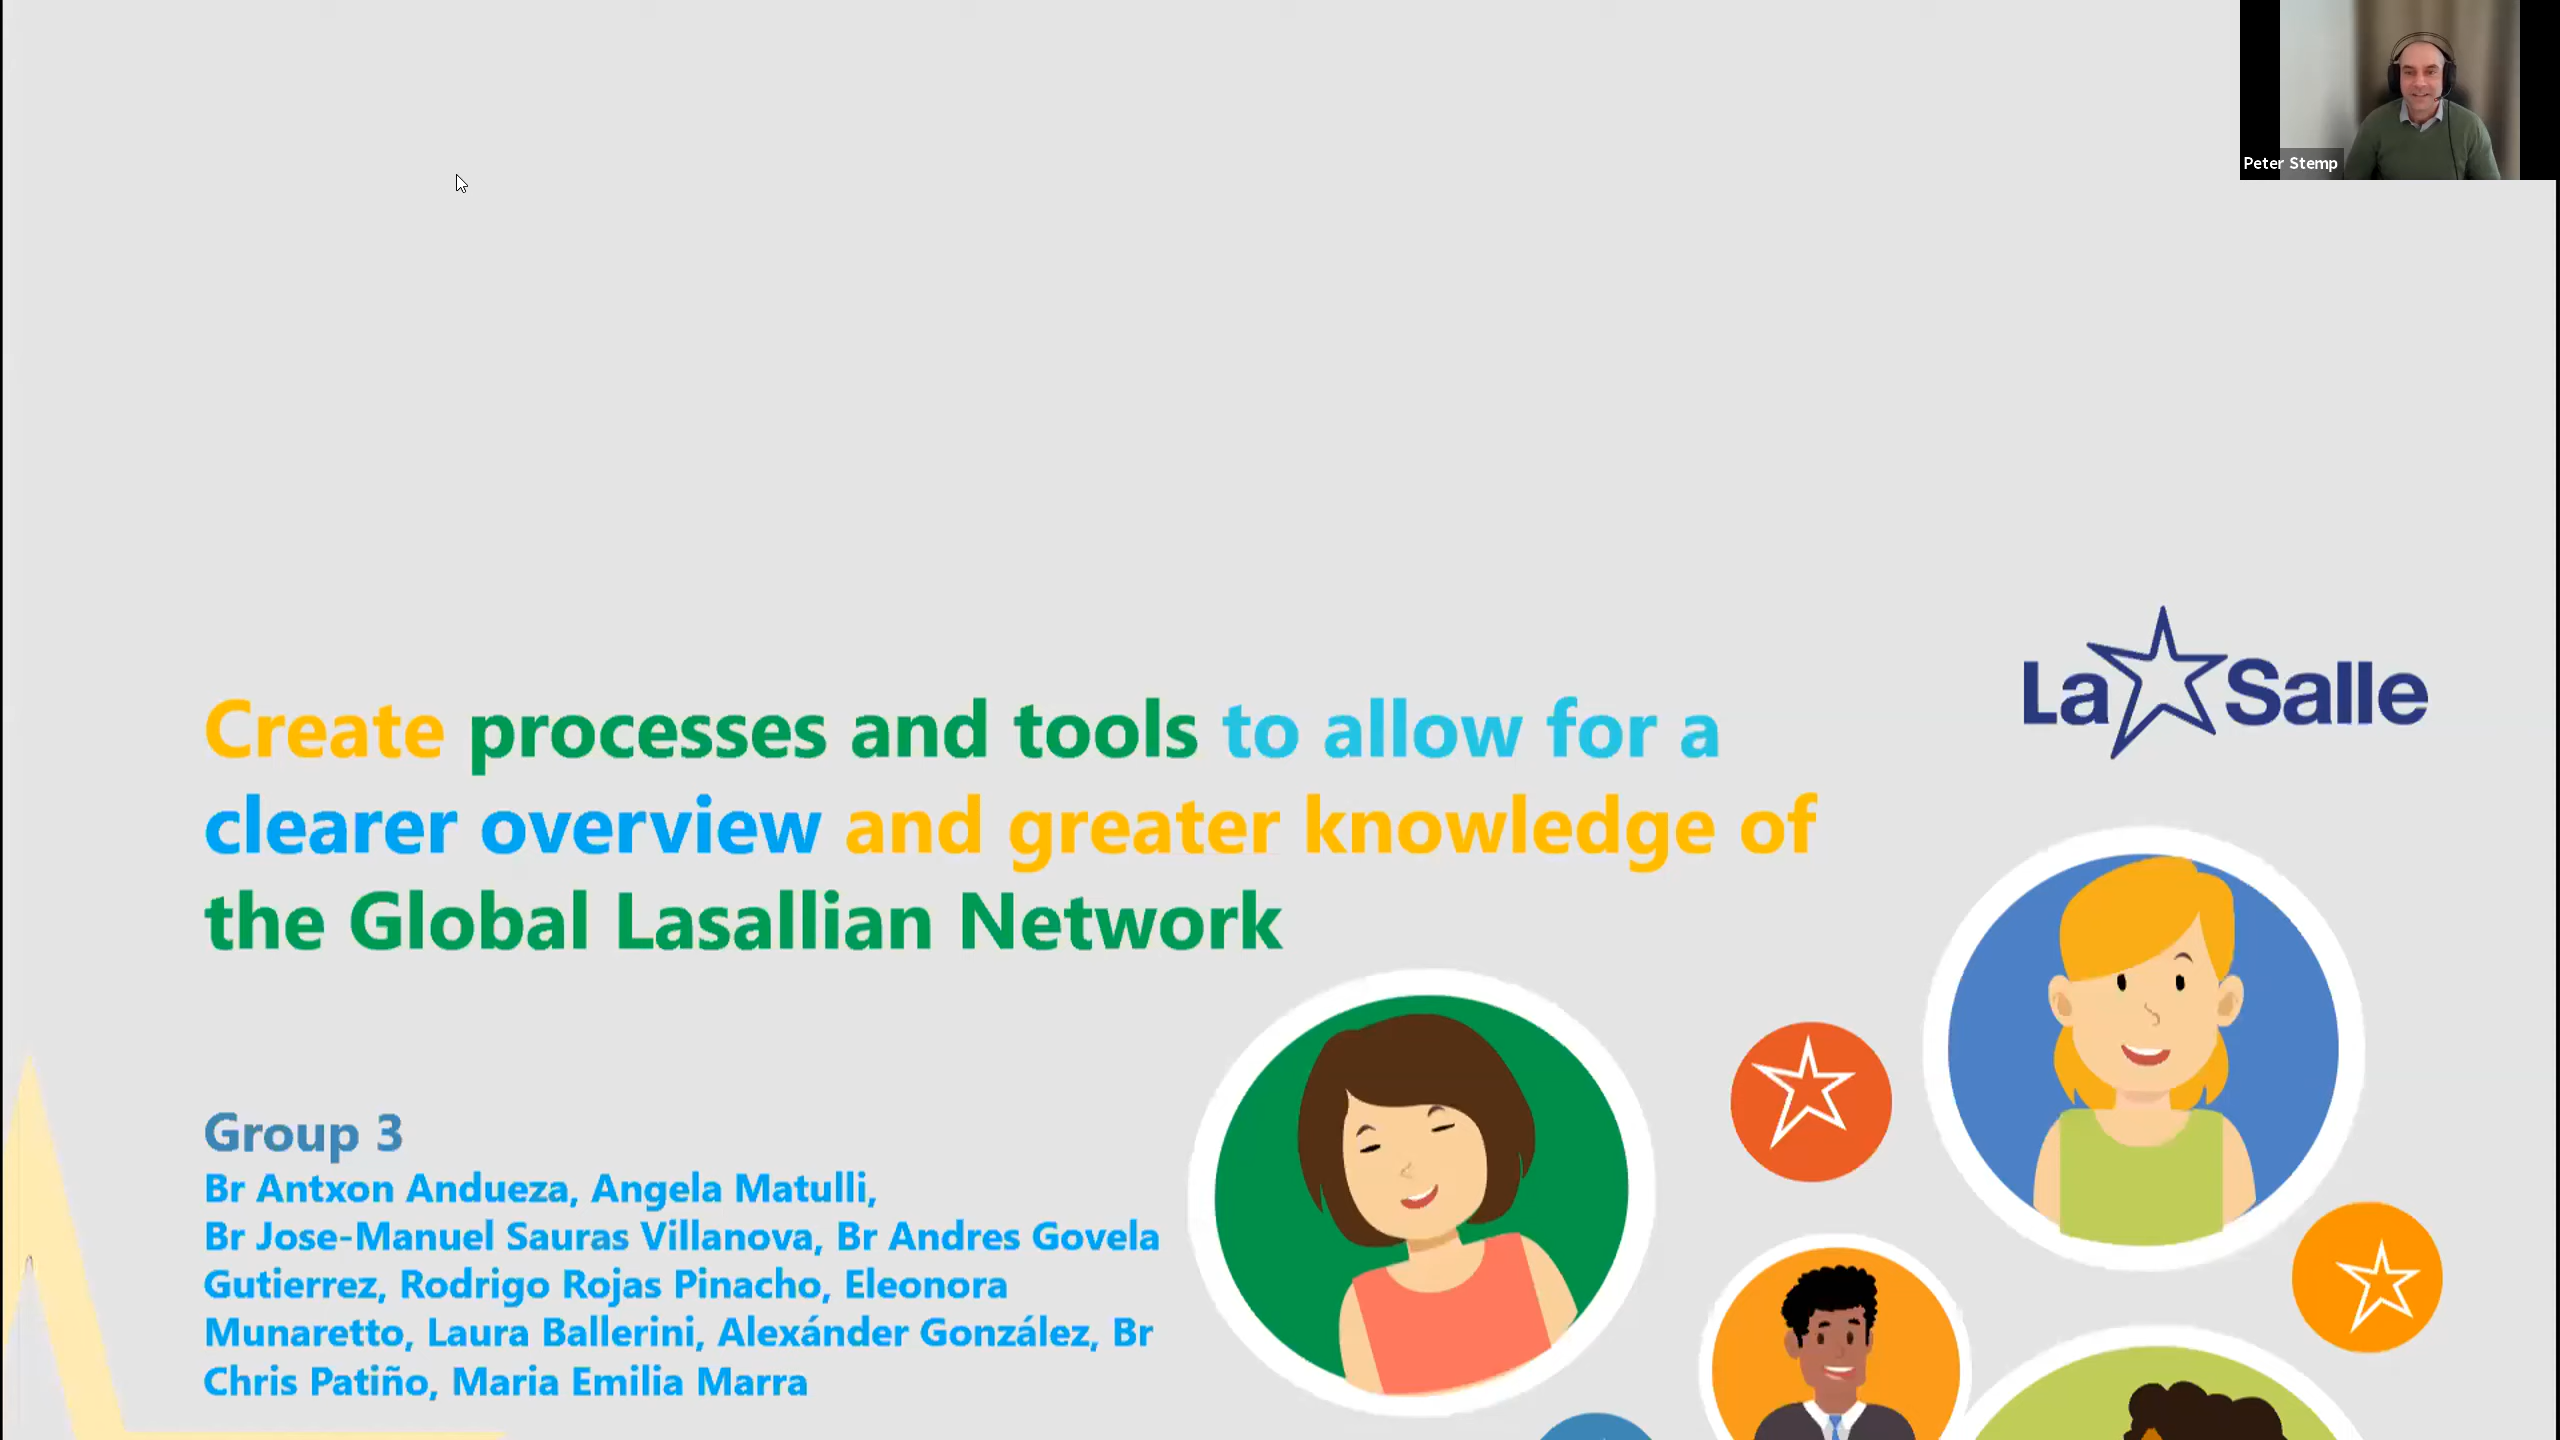 Peter Stemp
La Salle
Create processes and tools to allow for a
clearer overview and greater knowledge of
the Global Lasallian Network
Group 3
Br Antxon Andueza, Angela Matulli,
Br Jose-Manuel Sauras Villanova, Br Andres Govela
Gutierrez, Rodrigo Rojas Pinacho, Eleonora
Munaretto, Laura Ballerini, Alexánder González, Br
Chris Patiño, Maria Emilia Marra